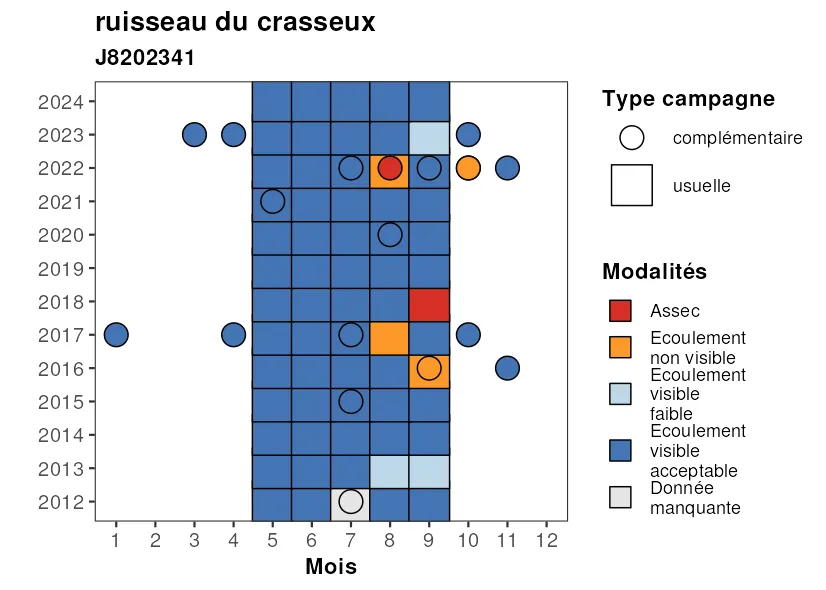 ruisseau du crasseux
J8202341
2024
2023
2022
2021
2020
2019
2018
2017
2016
2015
2014
2013
2012
1 2 3 4 5 6 7 8 9 10 11 12
Mois
Type campagne
complémentaire
usuelle
Modalités
Assec
Ecoulement
non visible
Ecoulement
visible
faible
Ecoulement
visible
acceptable
Donnée
manquante